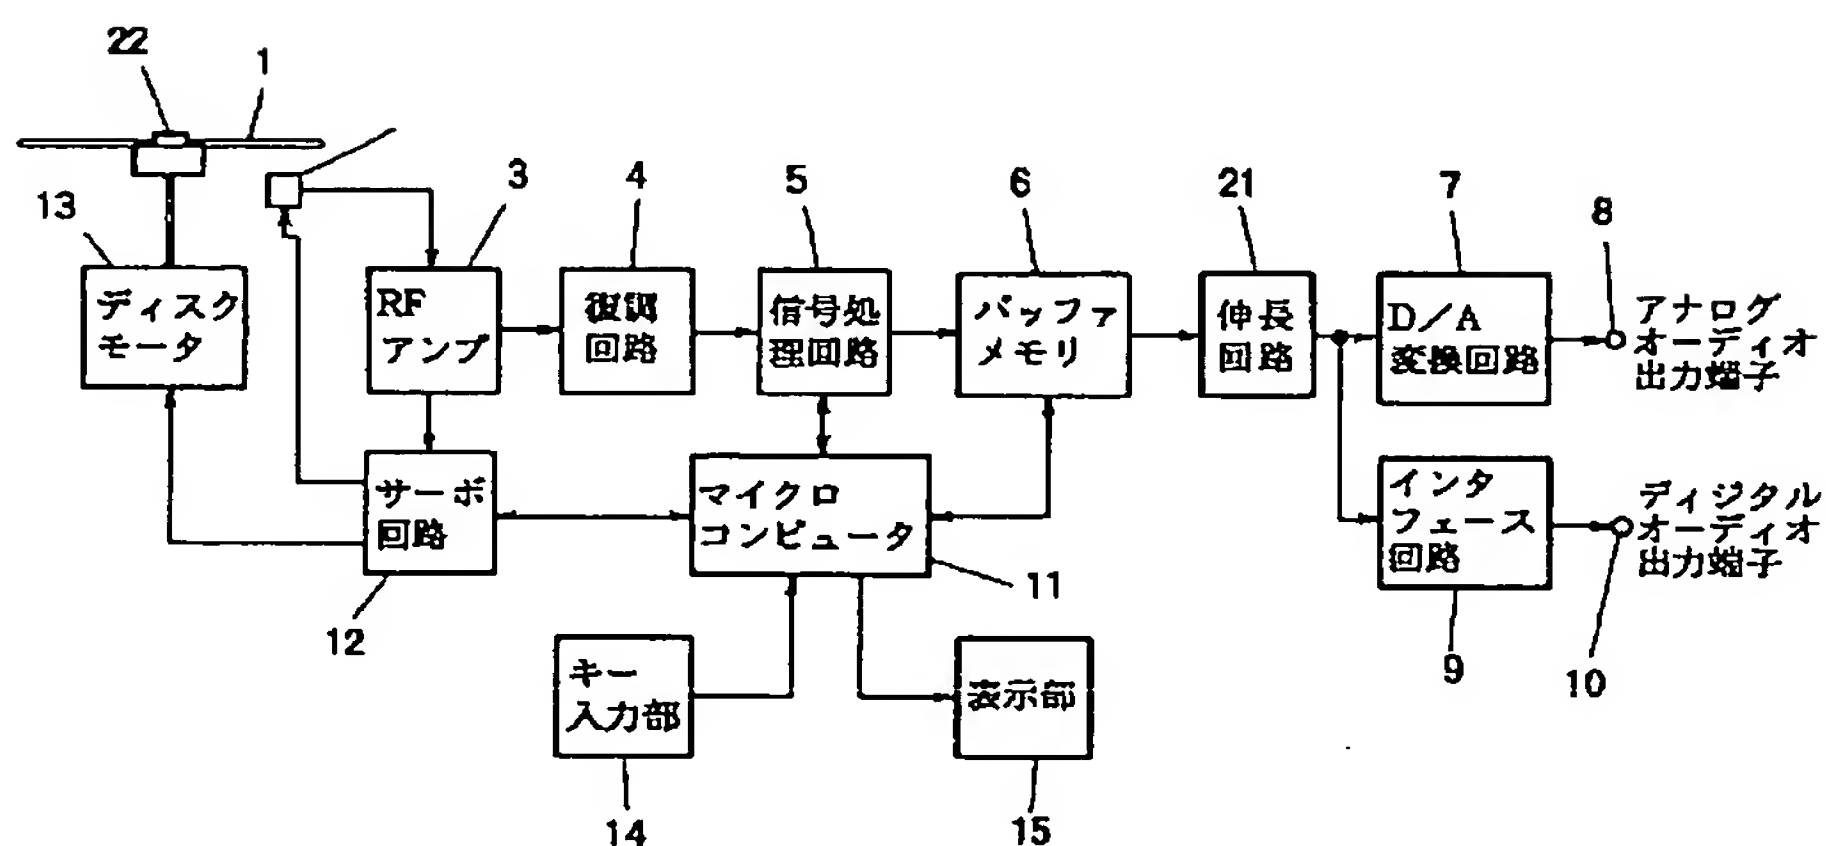 22
1
13
3
4
5
6
21
7
8
ディスク
モータ
RF
アンプ
復調
回路
信号処
理回路
バッファ
メモリ
伸長
回路
D/A
変換回路
アナログ
オーディオ
出力端子
サーボ
回路
マイクロ
コンピュータ
インタ
フェース
回路
ディジタル
オーディオ
出力端子
12
11
9
10
キー
入力部
表示部
14
15